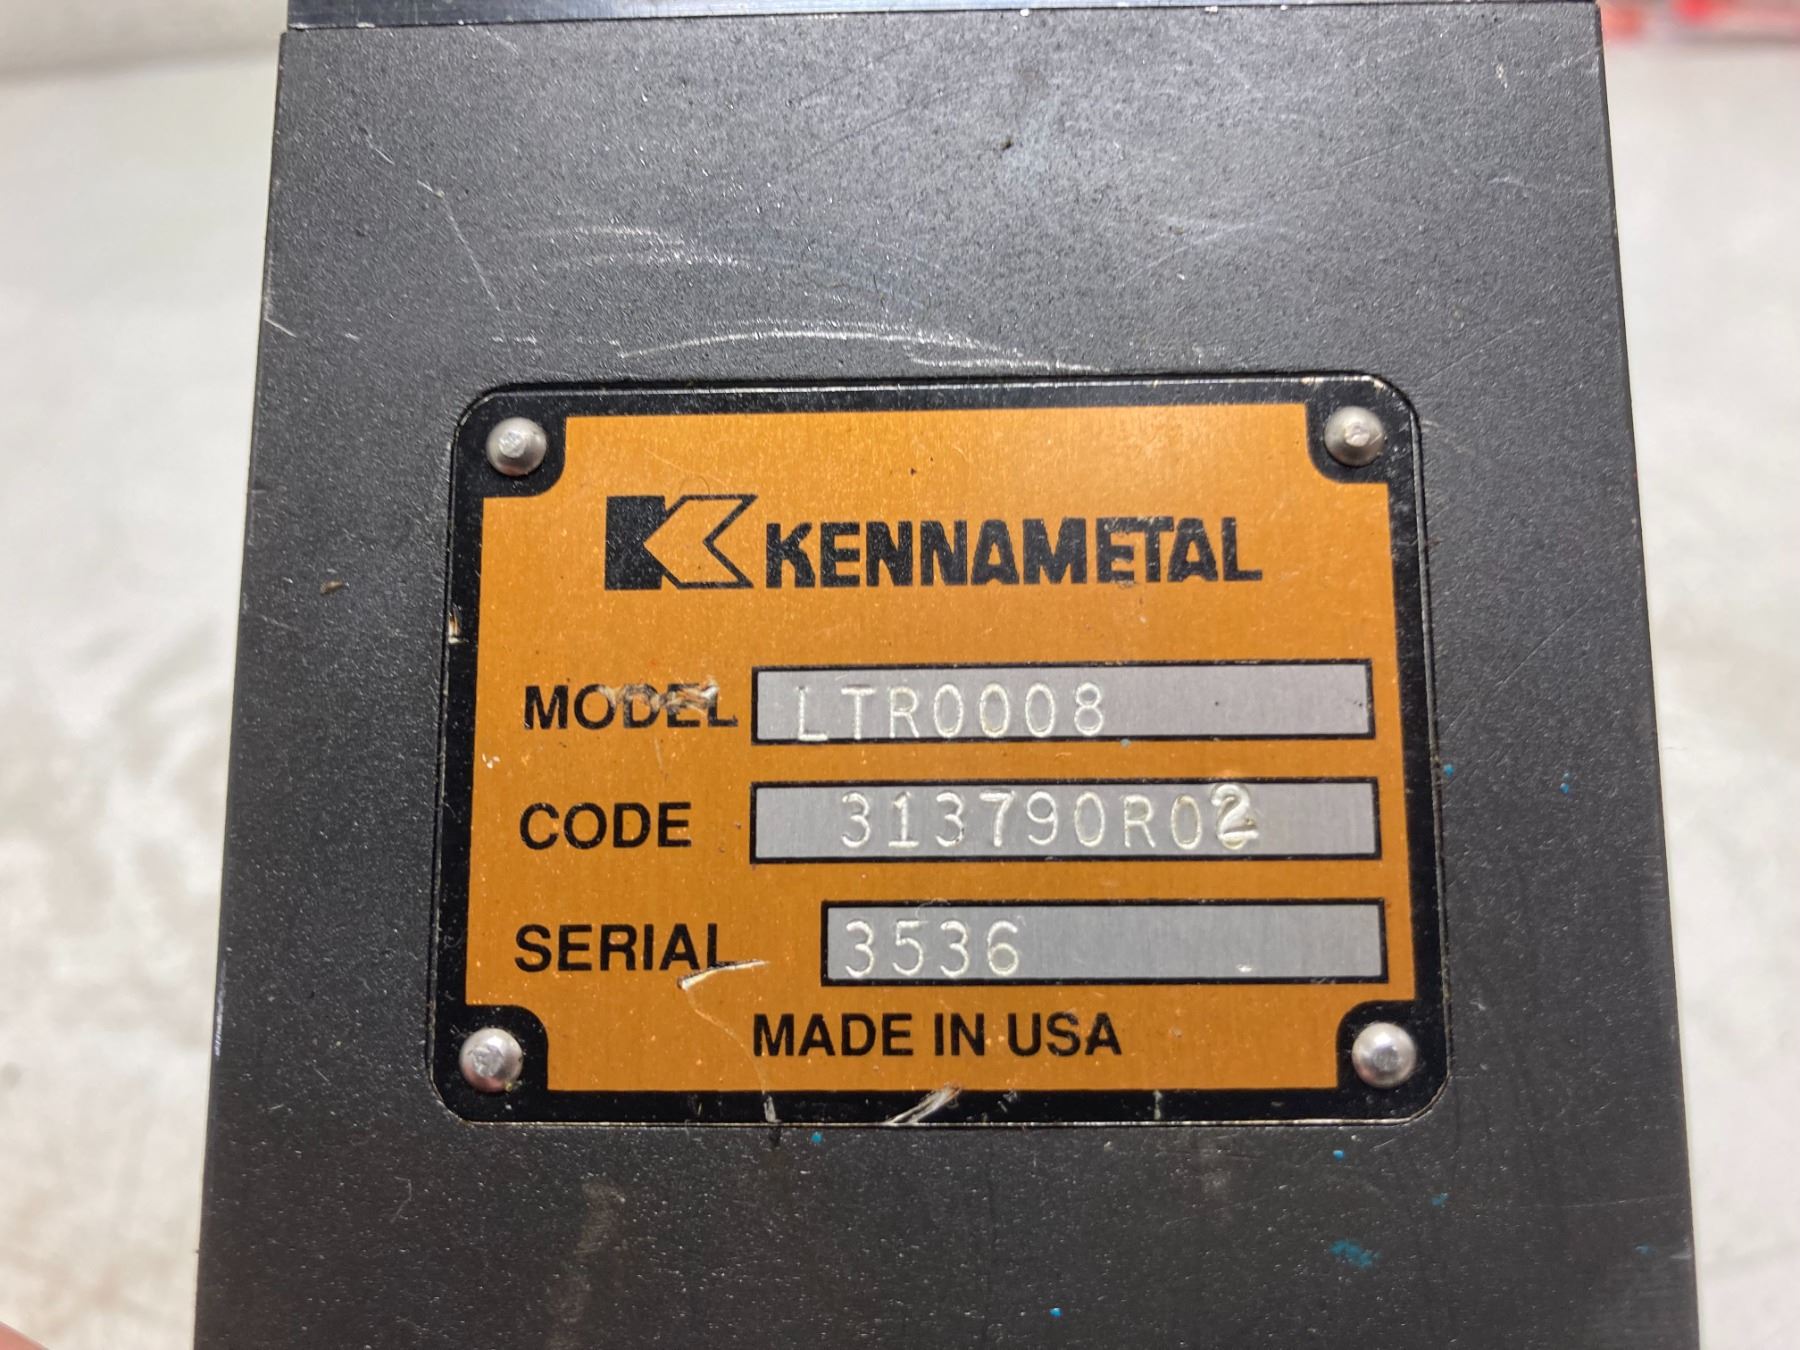 KENNAMETAL
MODEL LTR0008
CODE 313790R02
SERIAL 3536
MADE IN USA